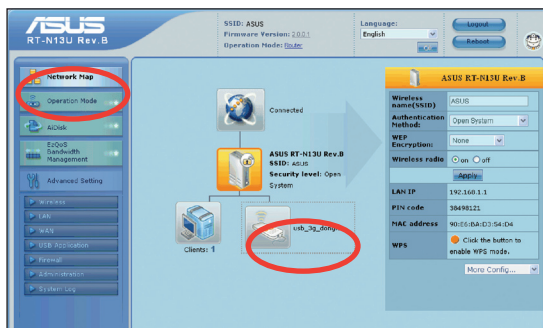 ASUS
RT-N13U Rev.B
SSID: ASUS
Firmware Version: 2.0.0.1
Operation Mode: Router
Language:
English
Logout
Reboot
Network Map
Operation Mode
AiDisk
EzQoS
Bandwidth
Management
Advanced Setting
Wireless
LAN
WAN
USB Application
Firewall
Administration
System Log
Connected
ASUS RT-N13U Rev.B
SSID: ASUS
Security level: Open
System
Clients: 1
usb_3g_dong
ASUS RT-N13U Rev.B
Wireless
name(SSID)
ASUS
Authentication
Method:
Open System
WEP
Encryption:
None
Wireless radio
on off
Apply
LAN IP
192.168.1.1
PIN code
38498121
MAC address
90:E6:BA:D3:54:D4
WPS
Click the button to
enable WPS mode.
More Config...